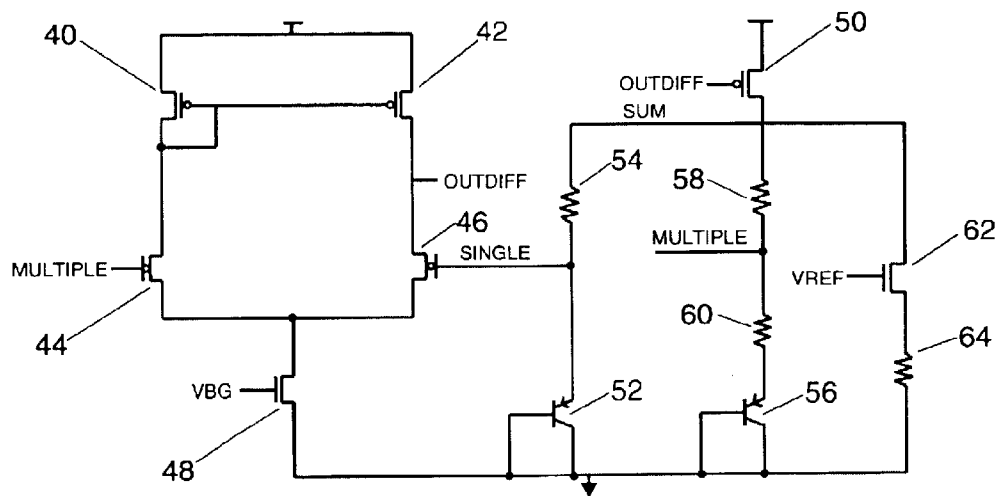 40
42
50
OUTDIFF
SUM
54
58
OUTDIFF
46
62
MULTIPLE
SINGLE
MULTIPLE
VREF
60
64
44
VBG
52
56
48